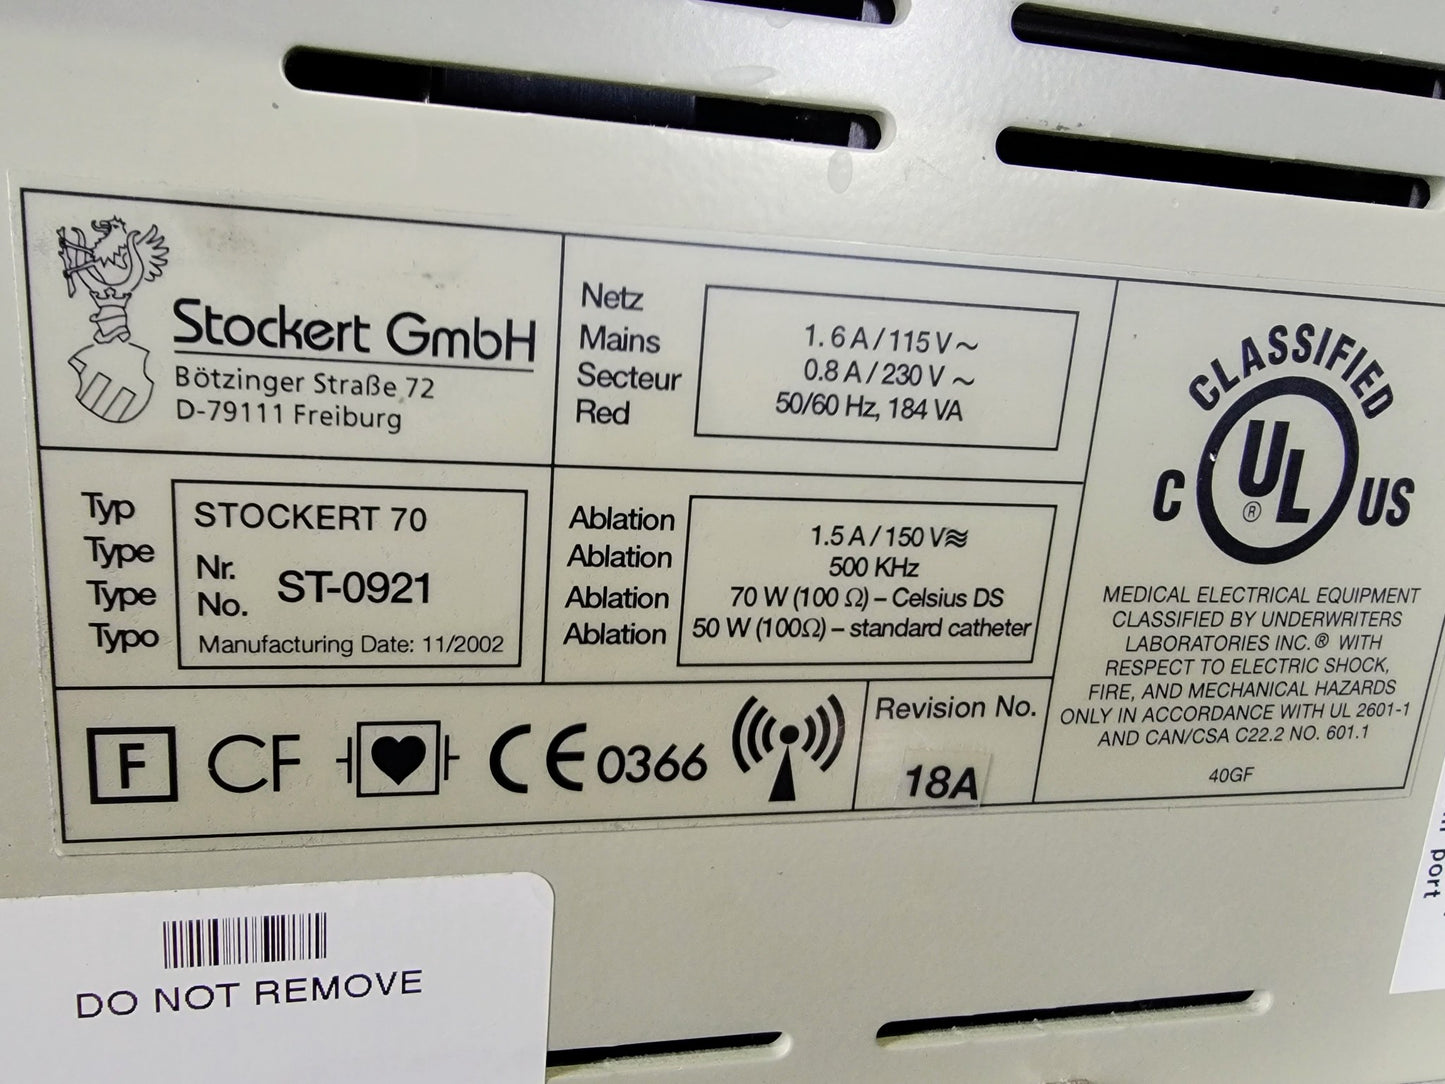 Stockert GmbH
Bötzinger Straße 72
D-79111 Freiburg
Netz
Mains
Secteur
Red
1.6 A / 115 V ~
0.8 A / 230 V ~
50/60 Hz, 184 VA
Typ
Type
Type
Typo
STOCKERT 70
Nr.
No.
ST-0921
Manufacturing Date: 11/2002
Ablation
Ablation
Ablation
Ablation
1.5 A / 150 V≋
500 KHz
70 W (100 Ω) – Celsius DS
50 W (100Ω) – standard catheter
F
CF
CE 0366
Revision No.
18A
CLASSIFIED
C UL US
®
MEDICAL ELECTRICAL EQUIPMENT
CLASSIFIED BY UNDERWRITERS
LABORATORIES INC.® WITH
RESPECT TO ELECTRIC SHOCK,
FIRE, AND MECHANICAL HAZARDS
ONLY IN ACCORDANCE WITH UL 2601-1
AND CAN/CSA C22.2 NO. 601.1
40GF
port
DO NOT REMOVE